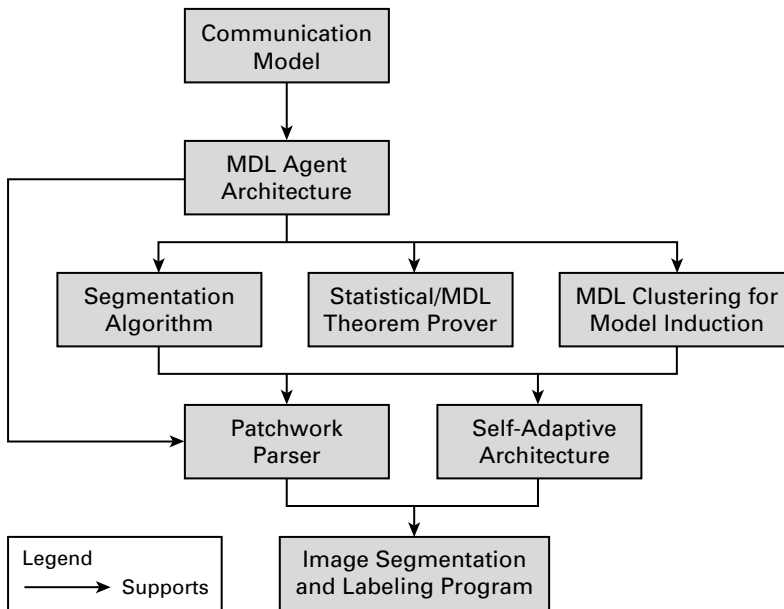 Communication
Model
MDL Agent
Architecture
Segmentation
Algorithm
Statistical/MDL
Theorem Prover
MDL Clustering for
Model Induction
Patchwork
Parser
Self-Adaptive
Architecture
Image Segmentation
and Labeling Program
Legend
Supports